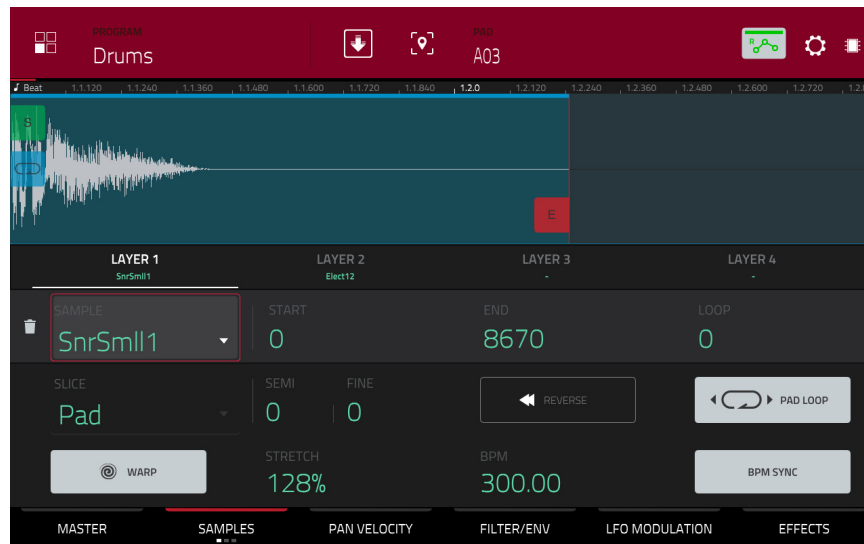 PROGRAM
Drums
PAD
A03
R
Beat 1.1.120 1.1.240 1.1.360 1.1.480 1.1.600 1.1.720 1.1.840 1.2.0 1.2.120 1.2.240 1.2.360 1.2.480 1.2.600 1.2.720
S
E
LAYER 1 LAYER 2 LAYER 3 LAYER 4
SnrSmll1 Elect12 - -
SAMPLE START END LOOP
SnrSmll1 0 8670 0
SLICE SEMI FINE
Pad 0 0 REVERSE PAD LOOP
STRETCH BPM
WARP 128% 300.00 BPM SYNC
MASTER SAMPLES PAN VELOCITY FILTER/ENV LFO MODULATION EFFECTS